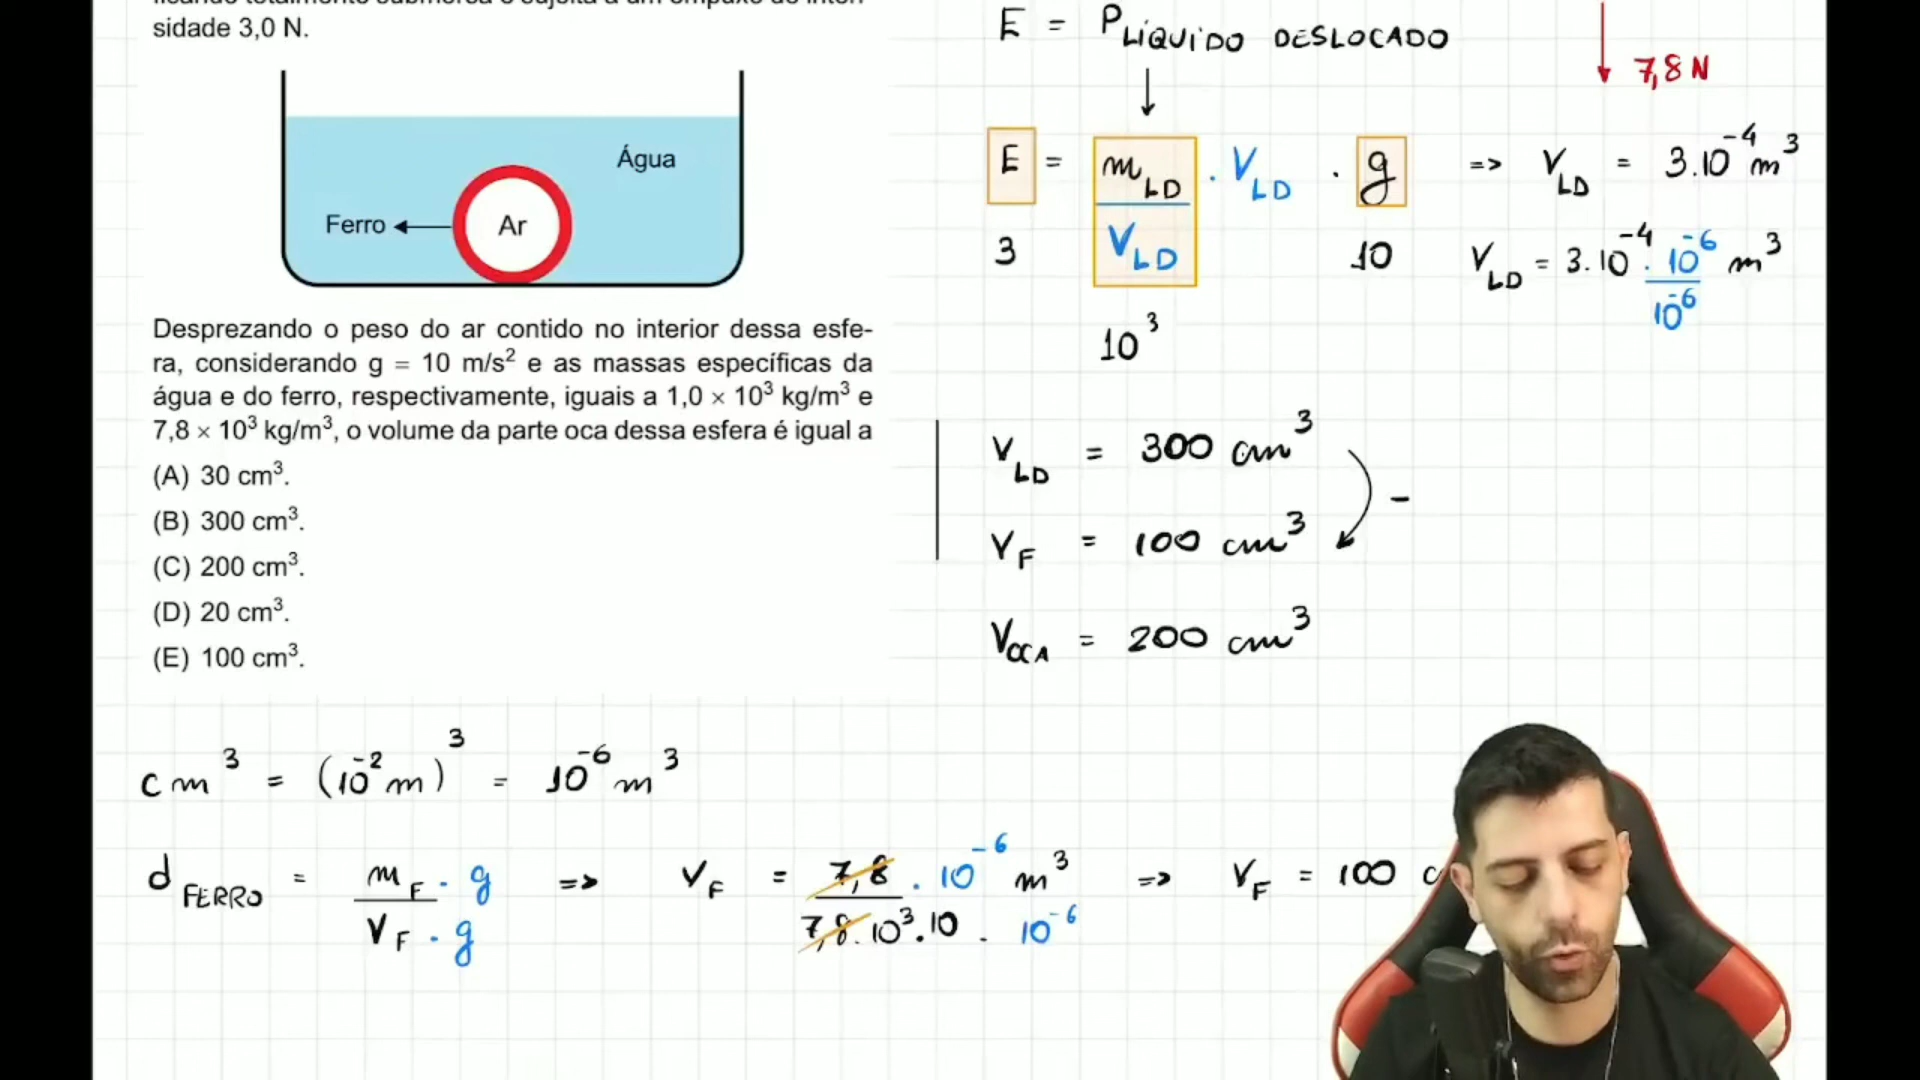 sidade 3,0 N.
Água
Ferro
Ar
Desprezando o peso do ar contido no interior dessa esfe-
ra, considerando g = 10 m/s² e as massas específicas da
água e do ferro, respectivamente, iguais a 1,0 × 10³ kg/m³ e
7,8 × 10³ kg/m³, o volume da parte oca dessa esfera é igual a
(A) 30 cm³.
(B) 300 cm³.
(C) 200 cm³.
(D) 20 cm³.
(E) 100 cm³.
E = P LÍQUIDO DESLOCADO
7,8 N
E = m LD / V LD . V LD . g => V LD = 3.10⁻⁴ m³
3 10³ 10
V LD = 3.10⁻⁴ . 10⁻⁶ / 10⁻⁶ m³
V LD = 300 cm³
-
V F = 100 cm³
V OCA = 200 cm³
cm³ = (10⁻² m)³ = 10⁻⁶ m³
d FERRO = m F . g / V F . g => V F = 7,8 . 10⁻⁶ m³ / 7,8 . 10³ . 10 . 10⁻⁶ => V F = 100 c